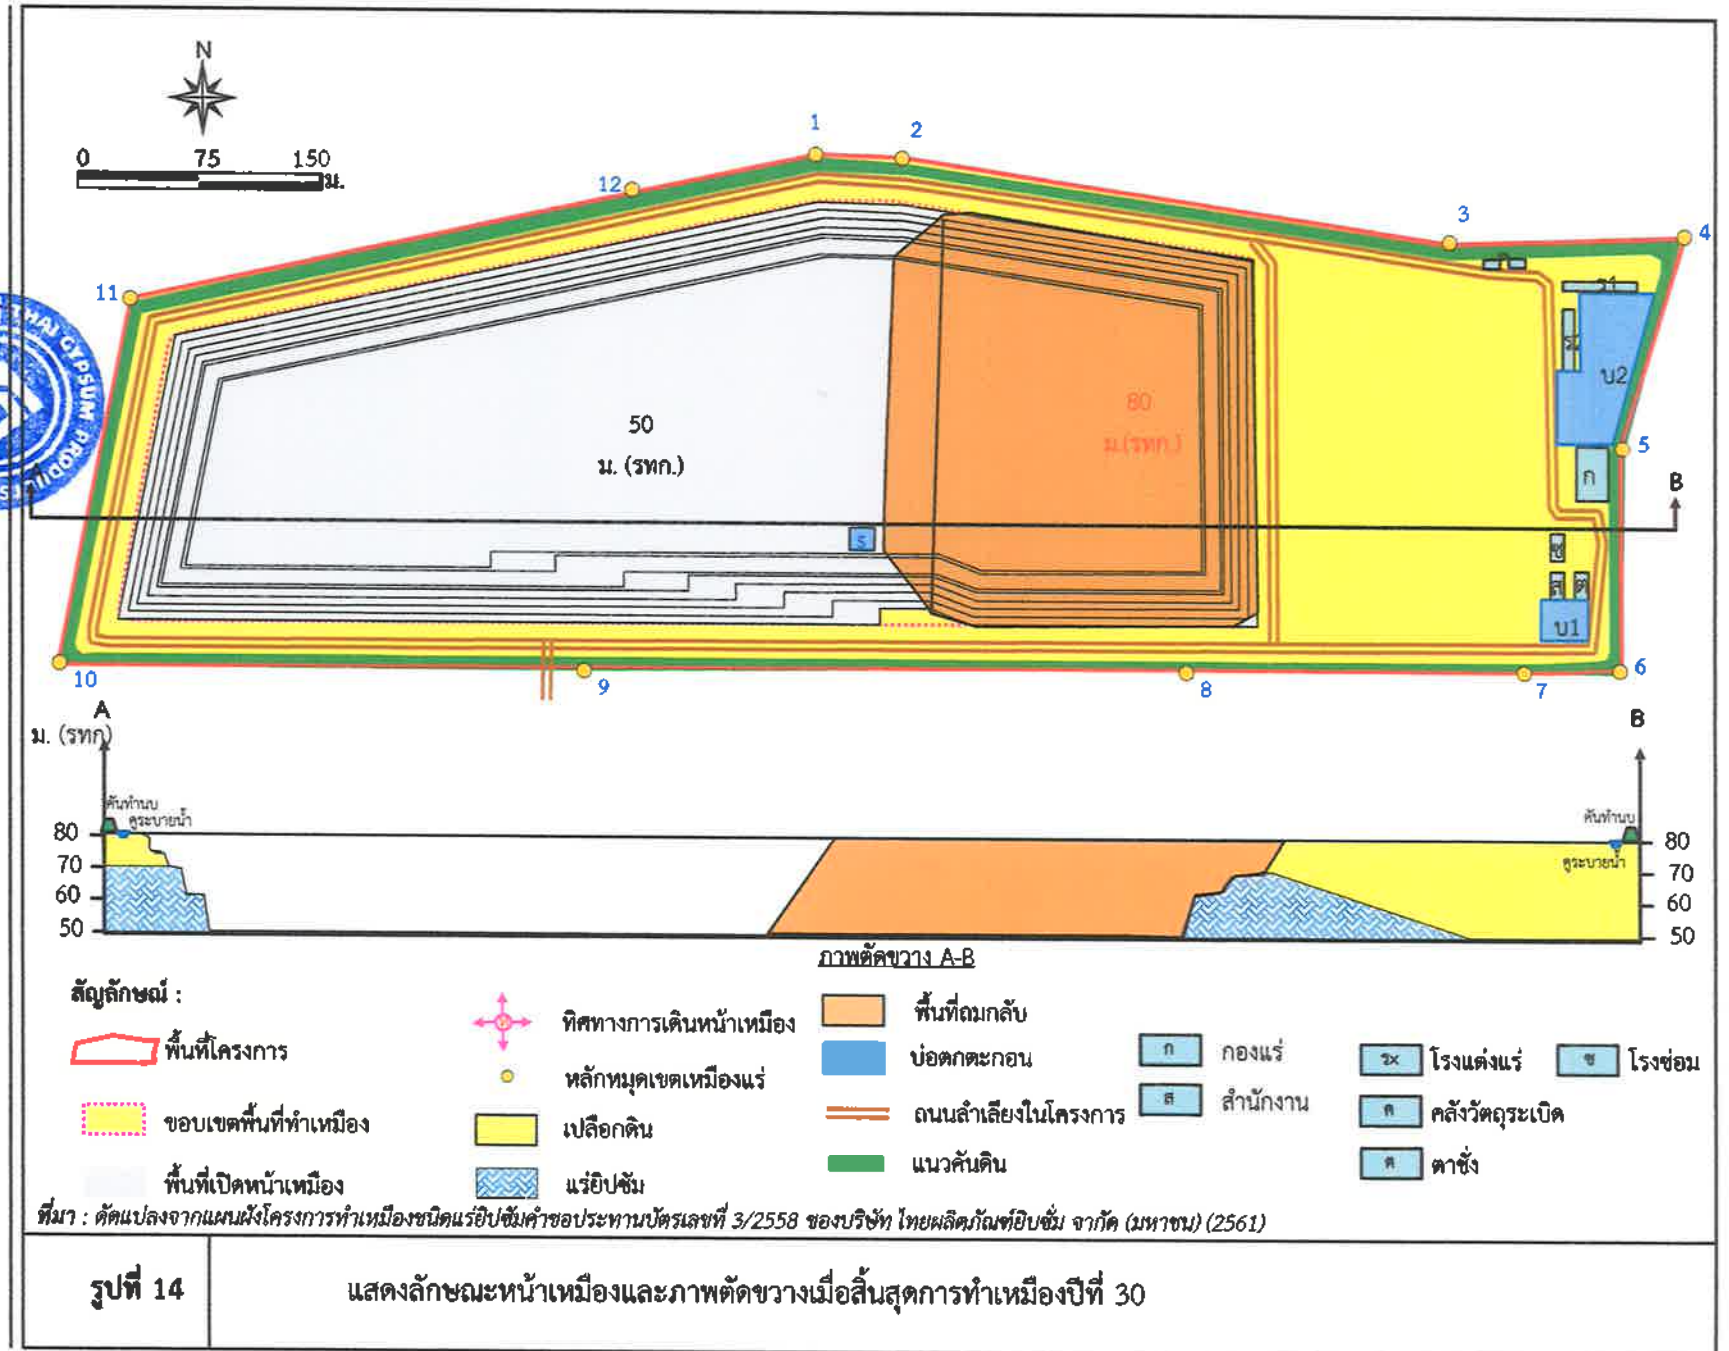 N
0 75 150
ม.
1
2
3
4
5
6
7
8
9
10
11
12
THAI GYPSUM PRODUCTS
50
ม. (รทก.)
80
ม.(รทก.)
S
บ2
ก
บ1
A
B
A
B
ม. (รทก)
คันทำนบ
คูระบายน้ำ
80
70
60
50
คันทำนบ
คูระบายน้ำ
80
70
60
50
ภาพตัดขวาง A-B
สัญลักษณ์ :
พื้นที่โครงการ
ขอบเขตพื้นที่ทำเหมือง
พื้นที่เปิดหน้าเหมือง
ทิศทางการเดินหน้าเหมือง
หลักหมุดเขตเหมืองแร่
เปลือกดิน
แร่ยิปซัม
พื้นที่ถมกลับ
บ่อตกตะกอน
ถนนลำเลียงในโครงการ
แนวคันดิน
ก กองแร่
ส สำนักงาน
รx โรงแต่งแร่
ค คลังวัตถุระเบิด
ต ตาชั่ง
ซ โรงซ่อม
ที่มา : ดัดแปลงจากแผนผังโครงการทำเหมืองชนิดแร่ยิปซัมคำขอประทานบัตรเลขที่ 3/2558 ของบริษัท ไทยผลิตภัณฑ์ยิบซั่ม จำกัด (มหาชน) (2561)
รูปที่ 14 แสดงลักษณะหน้าเหมืองและภาพตัดขวางเมื่อสิ้นสุดการทำเหมืองปีที่ 30